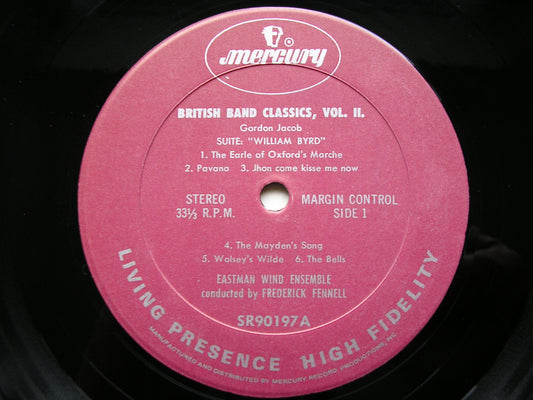 mercury
BRITISH BAND CLASSICS, VOL. II.
Gordon Jacob
SUITE: "WILLIAM BYRD"
1. The Earle of Oxford's Marche
2. Pavana   3. Jhon come kisse me now
STEREO   MARGIN CONTROL
33⅓ R.P.M.   SIDE 1
4. The Mayden's Song
5. Wolsey's Wilde   6. The Bells
EASTMAN WIND ENSEMBLE
conducted by FREDERICK FENNELL
SR90197A
LIVING PRESENCE HIGH FIDELITY
MANUFACTURED AND DISTRIBUTED BY MERCURY RECORD PRODUCTIONS, INC.